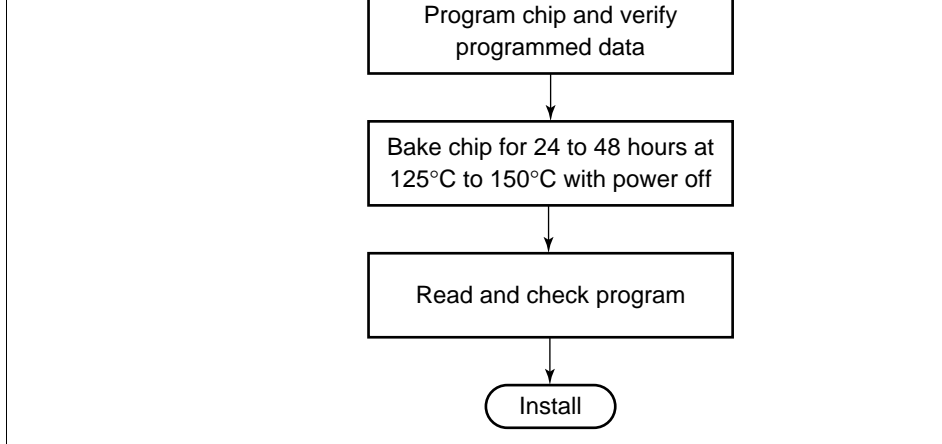 Program chip and verify
programmed data
Bake chip for 24 to 48 hours at
125°C to 150°C with power off
Read and check program
Install